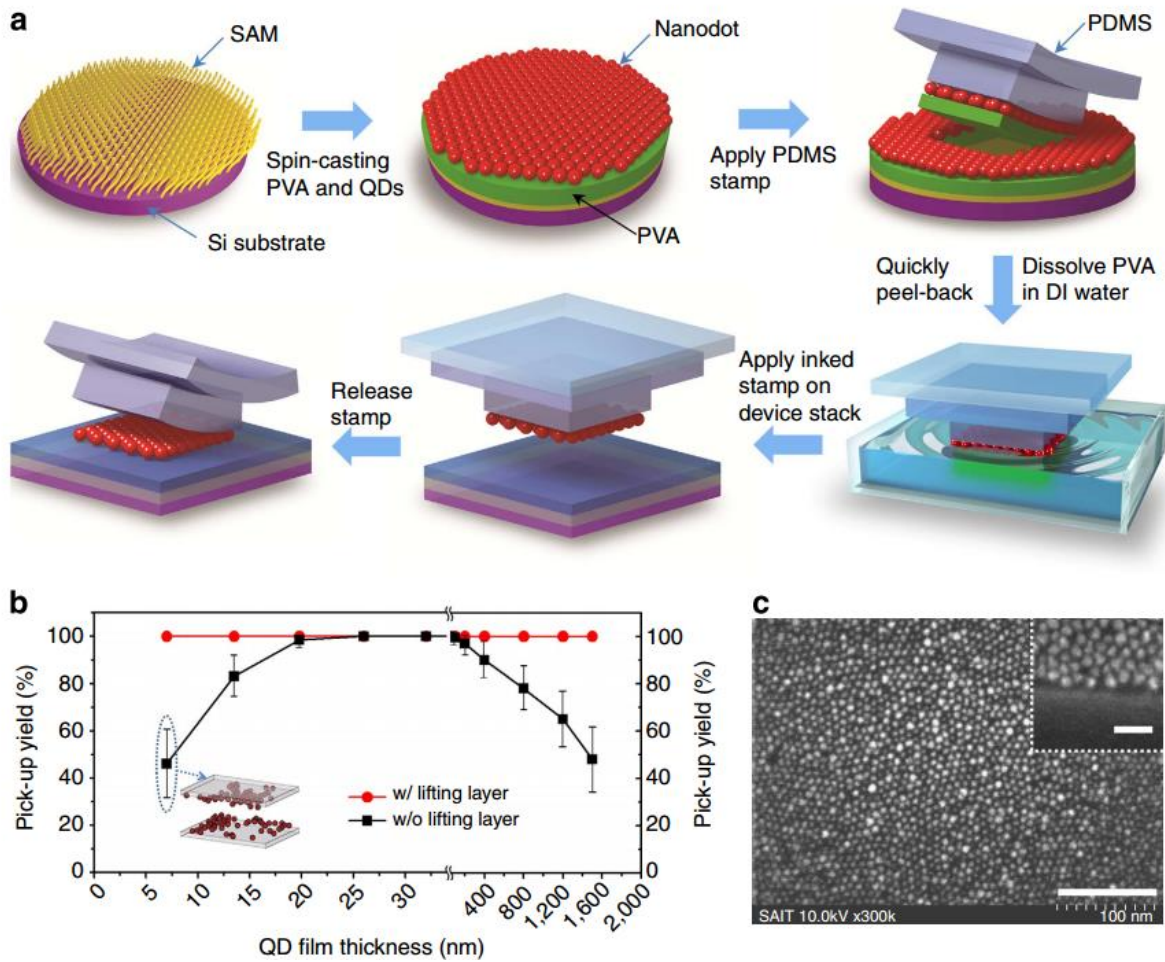 a
SAM
Nanodot
PDMS
Spin-casting
PVA and QDs
Apply PDMS
stamp
Si substrate
PVA
Quickly
peel-back
Dissolve PVA
in DI water
Release
stamp
Apply inked
stamp on
device stack
b
100
80
60
40
20
0
Pick-up yield (%)
w/ lifting layer
w/o lifting layer
100
80
60
40
20
0
Pick-up yield (%)
0 5 10 15 20 25 30 400 800 1,200 1,600 2,000
QD film thickness (nm)
c
SAIT 10.0kV x300k
100 nm